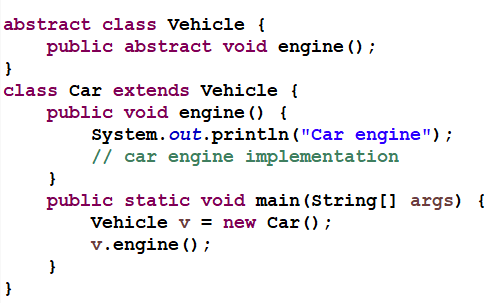 abstract class Vehicle {
    public abstract void engine();
}
class Car extends Vehicle {
    public void engine() {
        System.out.println("Car engine");
        // car engine implementation
    }
    public static void main(String[] args) {
        Vehicle v = new Car();
        v.engine();
    }
}